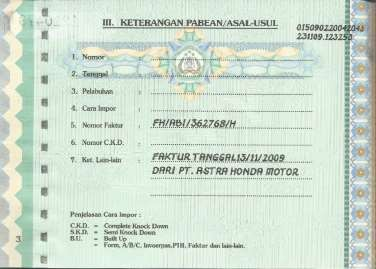 III. KETERANGAN PABEAN/ASAL-USUL
015090220042043
231109.123250
1. Nomor :
2. Tanggal :
3. Pelabuhan :
4. Cara Impor :
5. Nomor Faktur : FH/ABI/362768/H
6. Nomor C.K.D. :
7. Ket. Lain-lain : FAKTUR TANGGAL13/11/2009
DARI PT. ASTRA HONDA MOTOR
Penjelasan Cara Impor :
C.K.D. = Complete Knock Down
S.K.D. = Semi Knock Down
B.U. = Built Up
= Form, A/B/C, Invoerpas,PIB, Faktur dan lain-lain.
3